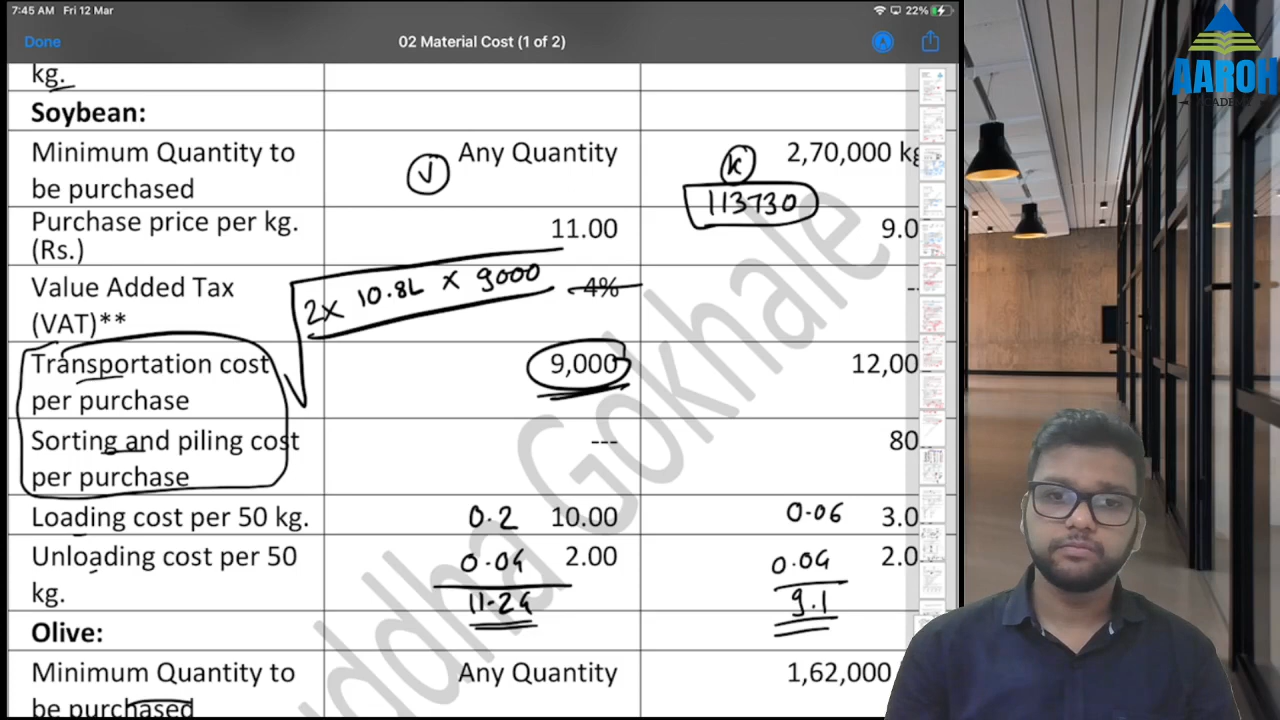 7:45 AM Fri 12 Mar
22%
Done
02 Material Cost (1 of 2)
AAROH
ACADEMY
kg.
Soybean:
Minimum Quantity to
be purchased
Any Quantity
2,70,000 kg
113730
Purchase price per kg.
(Rs.)
11.00
9.0
Value Added Tax
(VAT)**
4%
--
2x 10.8L x 9000
Transportation cost
per purchase
9,000
12,00
Sorting and piling cost
per purchase
---
80
Loading cost per 50 kg.
0.2 10.00
0.06 3.0
Unloading cost per 50
kg.
0.04 2.00
0.04 2.0
11.24
9.1
Olive:
Minimum Quantity to
be purchased
Any Quantity
1,62,000
Gokhale